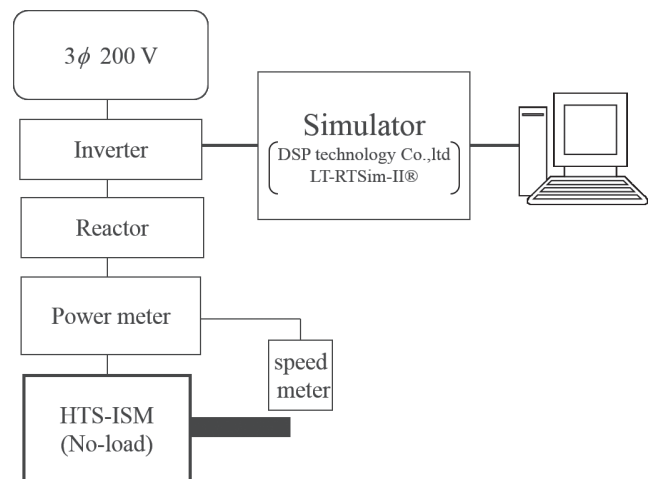 3ϕ 200 V
Inverter
Simulator
DSP technology Co.,ltd
LT-RTSim-II®
Reactor
Power meter
speed
meter
HTS-ISM
(No-load)